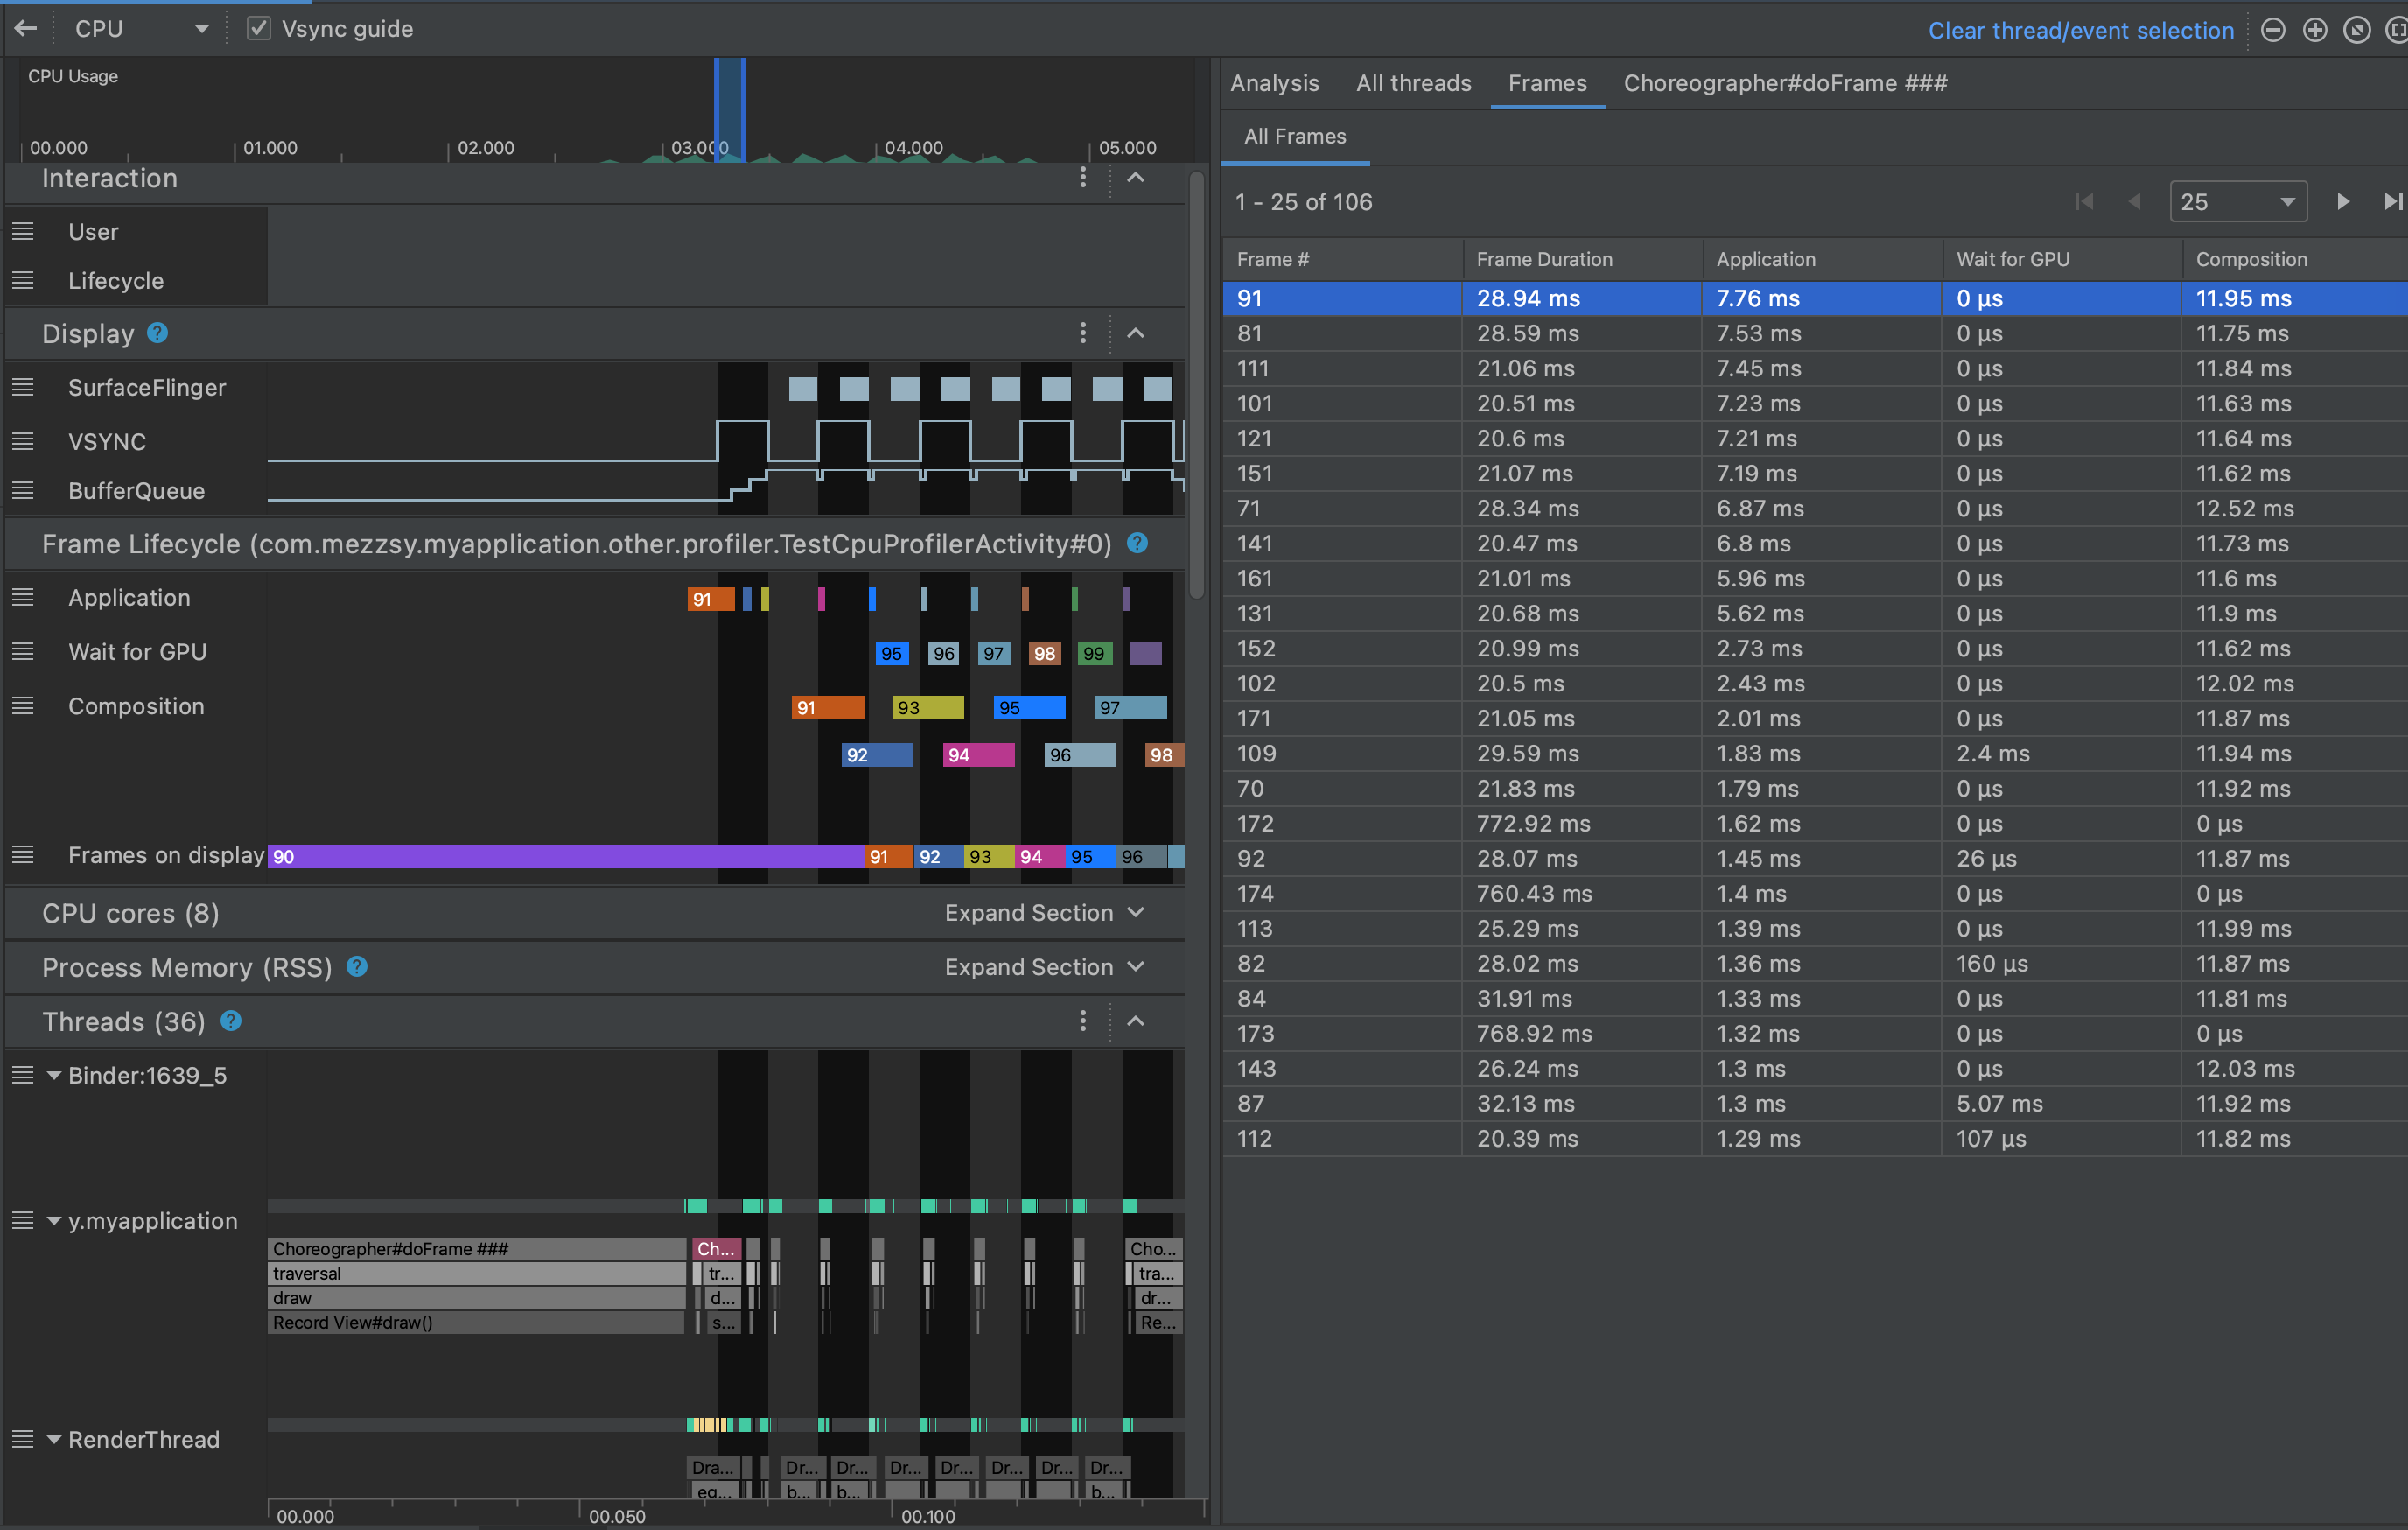 CPU
Vsync guide
Clear thread/event selection
CPU Usage
00.000 01.000 02.000 03.000 04.000 05.000
Interaction
User
Lifecycle
Display ?
SurfaceFlinger
VSYNC
BufferQueue
Frame Lifecycle (com.mezzsy.myapplication.other.profiler.TestCpuProfilerActivity#0) ?
Application 91
Wait for GPU 95 96 97 98 99
Composition 91 93 95 97
92 94 96 98
Frames on display 90 91 92 93 94 95 96
CPU cores (8) Expand Section
Process Memory (RSS) ? Expand Section
Threads (36) ?
Binder:1639_5
y.myapplication
Choreographer#doFrame ### Ch... Cho...
traversal tr... tra...
draw d... dr...
Record View#draw() s... Re...
RenderThread
Dra... Dr... Dr... Dr... Dr... Dr... Dr... Dr...
eq... b... b... b...
00.000 00.050 00.100
Analysis All threads Frames Choreographer#doFrame ###
All Frames
1 - 25 of 106 25
Frame # Frame Duration Application Wait for GPU Composition
91 28.94 ms 7.76 ms 0 μs 11.95 ms
81 28.59 ms 7.53 ms 0 μs 11.75 ms
111 21.06 ms 7.45 ms 0 μs 11.84 ms
101 20.51 ms 7.23 ms 0 μs 11.63 ms
121 20.6 ms 7.21 ms 0 μs 11.64 ms
151 21.07 ms 7.19 ms 0 μs 11.62 ms
71 28.34 ms 6.87 ms 0 μs 12.52 ms
141 20.47 ms 6.8 ms 0 μs 11.73 ms
161 21.01 ms 5.96 ms 0 μs 11.6 ms
131 20.68 ms 5.62 ms 0 μs 11.9 ms
152 20.99 ms 2.73 ms 0 μs 11.62 ms
102 20.5 ms 2.43 ms 0 μs 12.02 ms
171 21.05 ms 2.01 ms 0 μs 11.87 ms
109 29.59 ms 1.83 ms 2.4 ms 11.94 ms
70 21.83 ms 1.79 ms 0 μs 11.92 ms
172 772.92 ms 1.62 ms 0 μs 0 μs
92 28.07 ms 1.45 ms 26 μs 11.87 ms
174 760.43 ms 1.4 ms 0 μs 0 μs
113 25.29 ms 1.39 ms 0 μs 11.99 ms
82 28.02 ms 1.36 ms 160 μs 11.87 ms
84 31.91 ms 1.33 ms 0 μs 11.81 ms
173 768.92 ms 1.32 ms 0 μs 0 μs
143 26.24 ms 1.3 ms 0 μs 12.03 ms
87 32.13 ms 1.3 ms 5.07 ms 11.92 ms
112 20.39 ms 1.29 ms 107 μs 11.82 ms